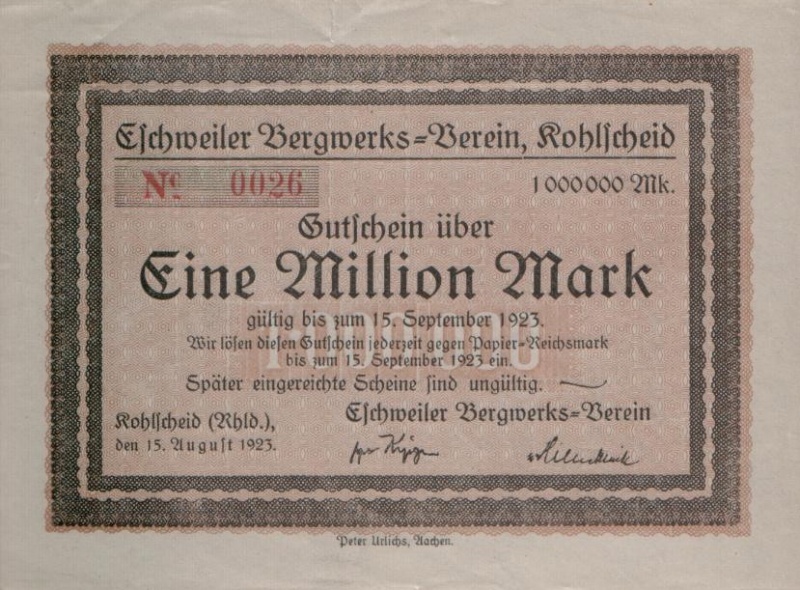 Eschweiler Bergwerks=Verein, Kohlscheid
No. 0026
1 000 000 Mk.
Gutschein über
Eine Million Mark
gültig bis zum 15. September 1923.
Wir lösen diesen Gutschein jederzeit gegen Papier=Reichsmark
bis zum 15. September 1923 ein.
Später eingereichte Scheine sind ungültig.
Kohlscheid (Rhld.),
den 15. August 1923.
Eschweiler Bergwerks=Verein
Peter Urlichs, Aachen.